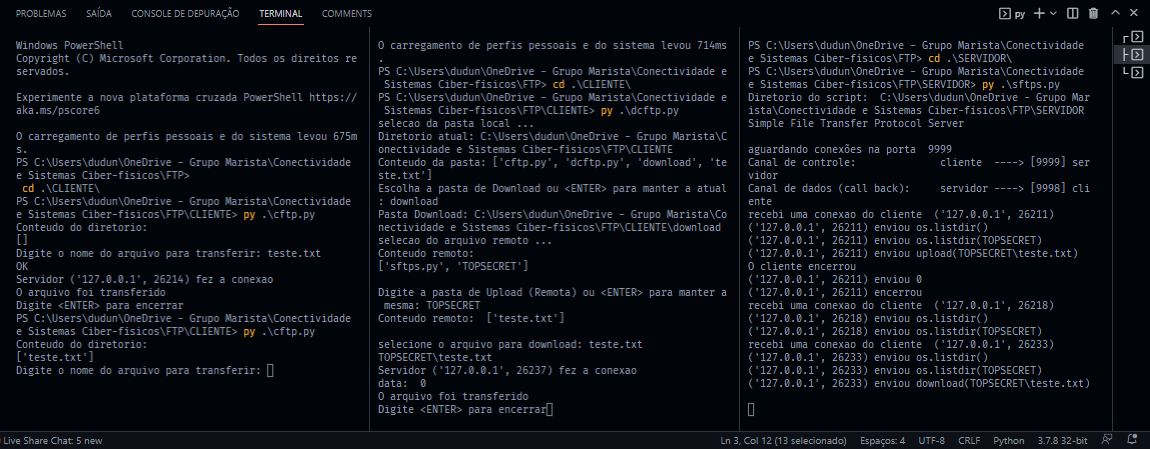 PROBLEMAS SAÍDA CONSOLE DE DEPURAÇÃO TERMINAL COMMENTS
py
Windows PowerShell
Copyright (C) Microsoft Corporation. Todos os direitos re
servados.
Experimente a nova plataforma cruzada PowerShell https://
aka.ms/pscore6
O carregamento de perfis pessoais e do sistema levou 675m
s.
PS C:\Users\dudun\OneDrive - Grupo Marista\Conectividade
e Sistemas Ciber-fisicos\FTP>
cd .\CLIENTE\
PS C:\Users\dudun\OneDrive - Grupo Marista\Conectividade
e Sistemas Ciber-fisicos\FTP\CLIENTE> py .\cftp.py
Conteudo do diretorio:
[]
Digite o nome do arquivo para transferir: teste.txt
OK
Servidor ('127.0.0.1', 26214) fez a conexao
O arquivo foi transferido
Digite <ENTER> para encerrar
PS C:\Users\dudun\OneDrive - Grupo Marista\Conectividade
e Sistemas Ciber-fisicos\FTP\CLIENTE> py .\cftp.py
Conteudo do diretorio:
['teste.txt']
Digite o nome do arquivo para transferir:
O carregamento de perfis pessoais e do sistema levou 714ms
.
PS C:\Users\dudun\OneDrive - Grupo Marista\Conectividade e
Sistemas Ciber-fisicos\FTP> cd .\CLIENTE\
PS C:\Users\dudun\OneDrive - Grupo Marista\Conectividade e
Sistemas Ciber-fisicos\FTP\CLIENTE> py .\dcftp.py
selecao da pasta local ...
Diretorio atual: C:\Users\dudun\OneDrive - Grupo Marista\C
onectividade e Sistemas Ciber-fisicos\FTP\CLIENTE
Conteudo da pasta: ['cftp.py', 'dcftp.py', 'download', 'te
ste.txt']
Escolha a pasta de Download ou <ENTER> para manter a atual
: download
Pasta Download: C:\Users\dudun\OneDrive - Grupo Marista\Co
nectividade e Sistemas Ciber-fisicos\FTP\CLIENTE\download
selecao do arquivo remoto ...
Conteudo remoto:
['sftps.py', 'TOPSECRET']
Digite a pasta de Upload (Remota) ou <ENTER> para manter a
mesma: TOPSECRET
Conteudo remoto: ['teste.txt']
selecione o arquivo para download: teste.txt
TOPSECRET\teste.txt
Servidor ('127.0.0.1', 26237) fez a conexao
data: 0
O arquivo foi transferido
Digite <ENTER> para encerrar
PS C:\Users\dudun\OneDrive - Grupo Marista\Conectividade
e Sistemas Ciber-fisicos\FTP> cd .\SERVIDOR\
PS C:\Users\dudun\OneDrive - Grupo Marista\Conectividade
e Sistemas Ciber-fisicos\FTP\SERVIDOR> py .\sftps.py
Diretorio do script: C:\Users\dudun\OneDrive - Grupo Mar
ista\Conectividade e Sistemas Ciber-fisicos\FTP\SERVIDOR
Simple File Transfer Protocol Server
aguardando conexões na porta 9999
Canal de controle: cliente ----> [9999] ser
vidor
Canal de dados (call back): servidor ----> [9998] cli
ente
recebi uma conexao do cliente ('127.0.0.1', 26211)
('127.0.0.1', 26211) enviou os.listdir()
('127.0.0.1', 26211) enviou os.listdir(TOPSECRET)
('127.0.0.1', 26211) enviou upload(TOPSECRET\teste.txt)
O cliente encerrou
('127.0.0.1', 26211) enviou 0
('127.0.0.1', 26211) encerrou
recebi uma conexao do cliente ('127.0.0.1', 26218)
('127.0.0.1', 26218) enviou os.listdir()
('127.0.0.1', 26218) enviou os.listdir(TOPSECRET)
recebi uma conexao do cliente ('127.0.0.1', 26233)
('127.0.0.1', 26233) enviou os.listdir()
('127.0.0.1', 26233) enviou os.listdir(TOPSECRET)
('127.0.0.1', 26233) enviou download(TOPSECRET\teste.txt)
Live Share Chat: 5 new Ln 3, Col 12 (13 selecionado) Espaços: 4 UTF-8 CRLF Python 3.7.8 32-bit